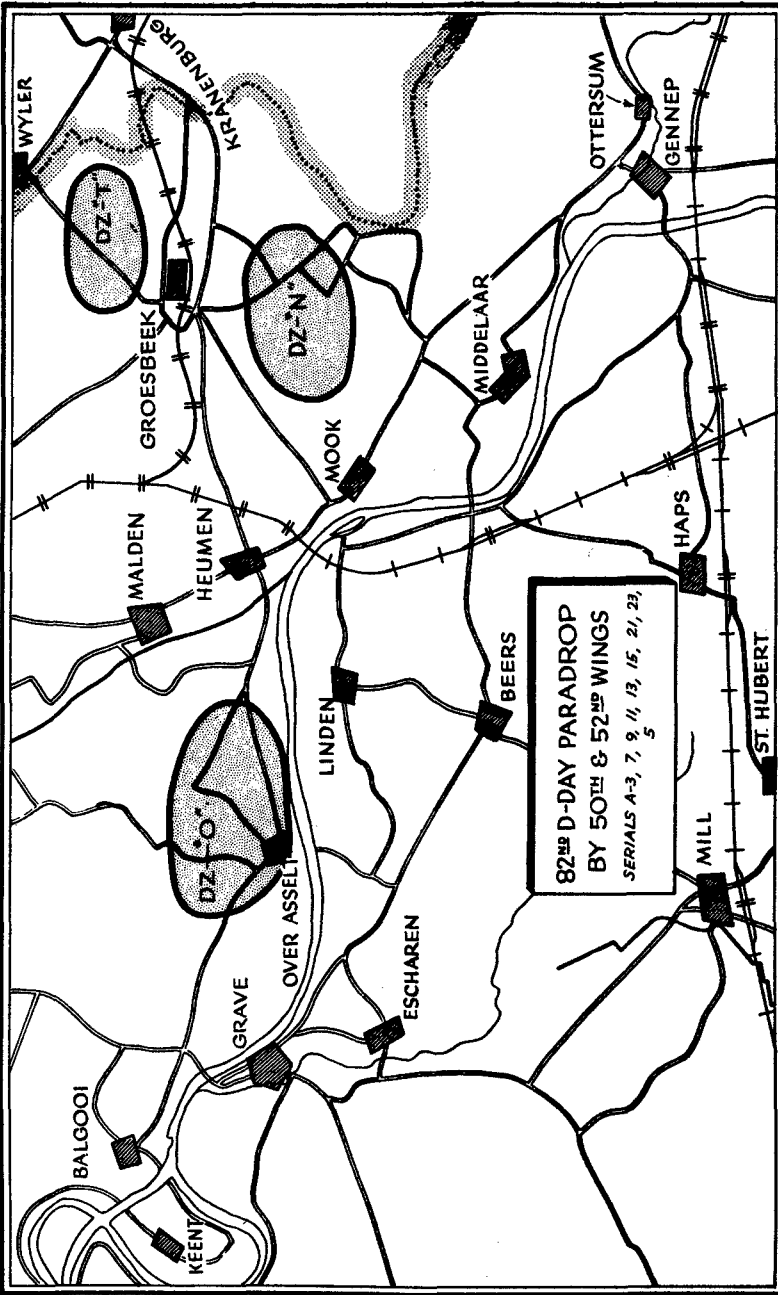 WYLER
BALGOOI
DZ-"T"
MALDEN
GROESBEEK
KEENT
DZ-"O"
HEUMEN
KRANENBURG
GRAVE
OVER ASSELT
DZ-"N"
LINDEN
MOOK
ESCHAREN
MIDDELAAR
BEERS
82ND D-DAY PARADROP
BY 50TH & 52ND WINGS
SERIALS A-3, 7, 9, 11, 13, 15, 21, 23,
5
OTTERSUM
GENNEP
HAPS
MILL
ST. HUBERT